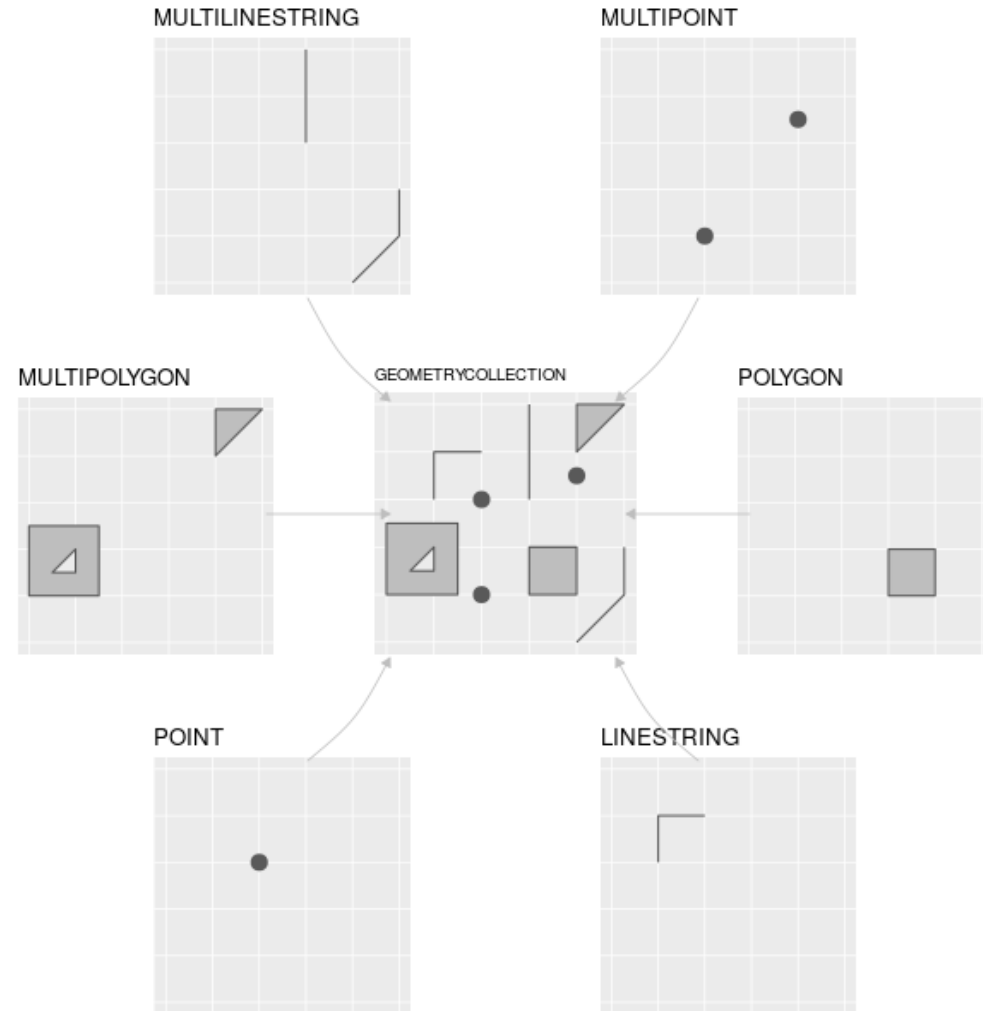 MULTILINESTRING
MULTIPOINT
MULTIPOLYGON
GEOMETRYCOLLECTION
POLYGON
POINT
LINESTRING